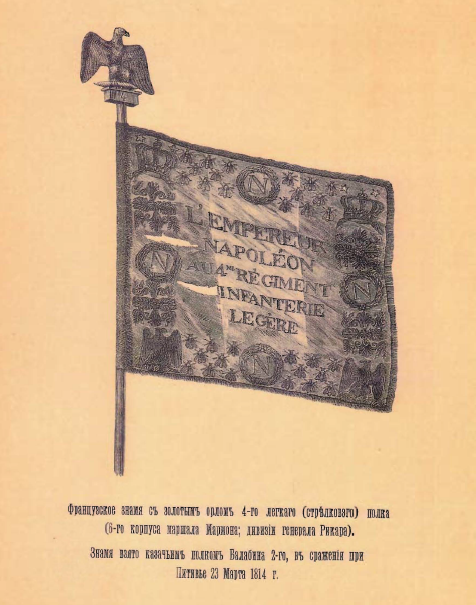 N
L'EMPEREUR
NAPOLÉON
N
AU 4ME RÉGIMENT
N
INFANTERIE
LEGÈRE
N
Французское знамя съ золотымъ орломъ 4-го легкаго (стрѣлковаго) полка
(6-го корпуса маршала Мармона; дивизіи генерала Рикара).
Знамя взято казачьимъ полкомъ Балабина 2-го, въ сраженіи при
Питивье 23 Марта 1814 г.